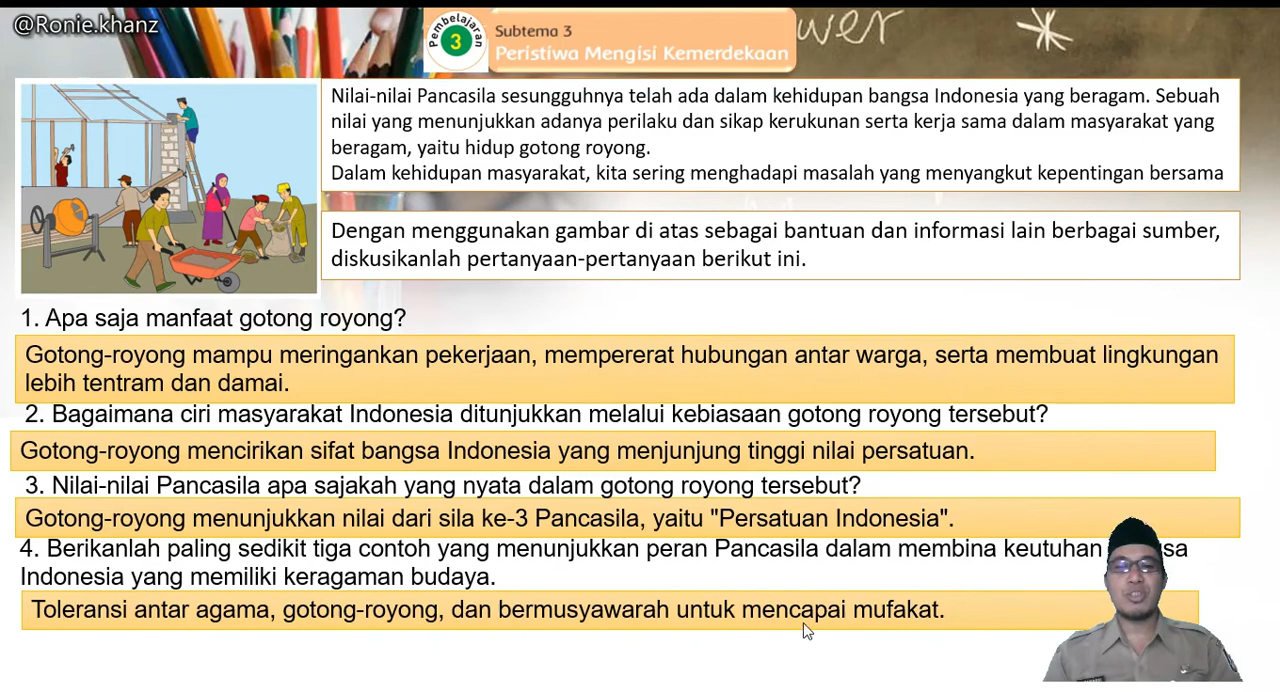 @Ronie.khanz
Pembelajaran
3
Subtema 3
Peristiwa Mengisi Kemerdekaan
wer
Nilai-nilai Pancasila sesungguhnya telah ada dalam kehidupan bangsa Indonesia yang beragam. Sebuah
nilai yang menunjukkan adanya perilaku dan sikap kerukunan serta kerja sama dalam masyarakat yang
beragam, yaitu hidup gotong royong.
Dalam kehidupan masyarakat, kita sering menghadapi masalah yang menyangkut kepentingan bersama
Dengan menggunakan gambar di atas sebagai bantuan dan informasi lain berbagai sumber,
diskusikanlah pertanyaan-pertanyaan berikut ini.
1. Apa saja manfaat gotong royong?
Gotong-royong mampu meringankan pekerjaan, mempererat hubungan antar warga, serta membuat lingkungan
lebih tentram dan damai.
2. Bagaimana ciri masyarakat Indonesia ditunjukkan melalui kebiasaan gotong royong tersebut?
Gotong-royong mencirikan sifat bangsa Indonesia yang menjunjung tinggi nilai persatuan.
3. Nilai-nilai Pancasila apa sajakah yang nyata dalam gotong royong tersebut?
Gotong-royong menunjukkan nilai dari sila ke-3 Pancasila, yaitu "Persatuan Indonesia".
4. Berikanlah paling sedikit tiga contoh yang menunjukkan peran Pancasila dalam membina keutuhan
Indonesia yang memiliki keragaman budaya.
Toleransi antar agama, gotong-royong, dan bermusyawarah untuk mencapai mufakat.